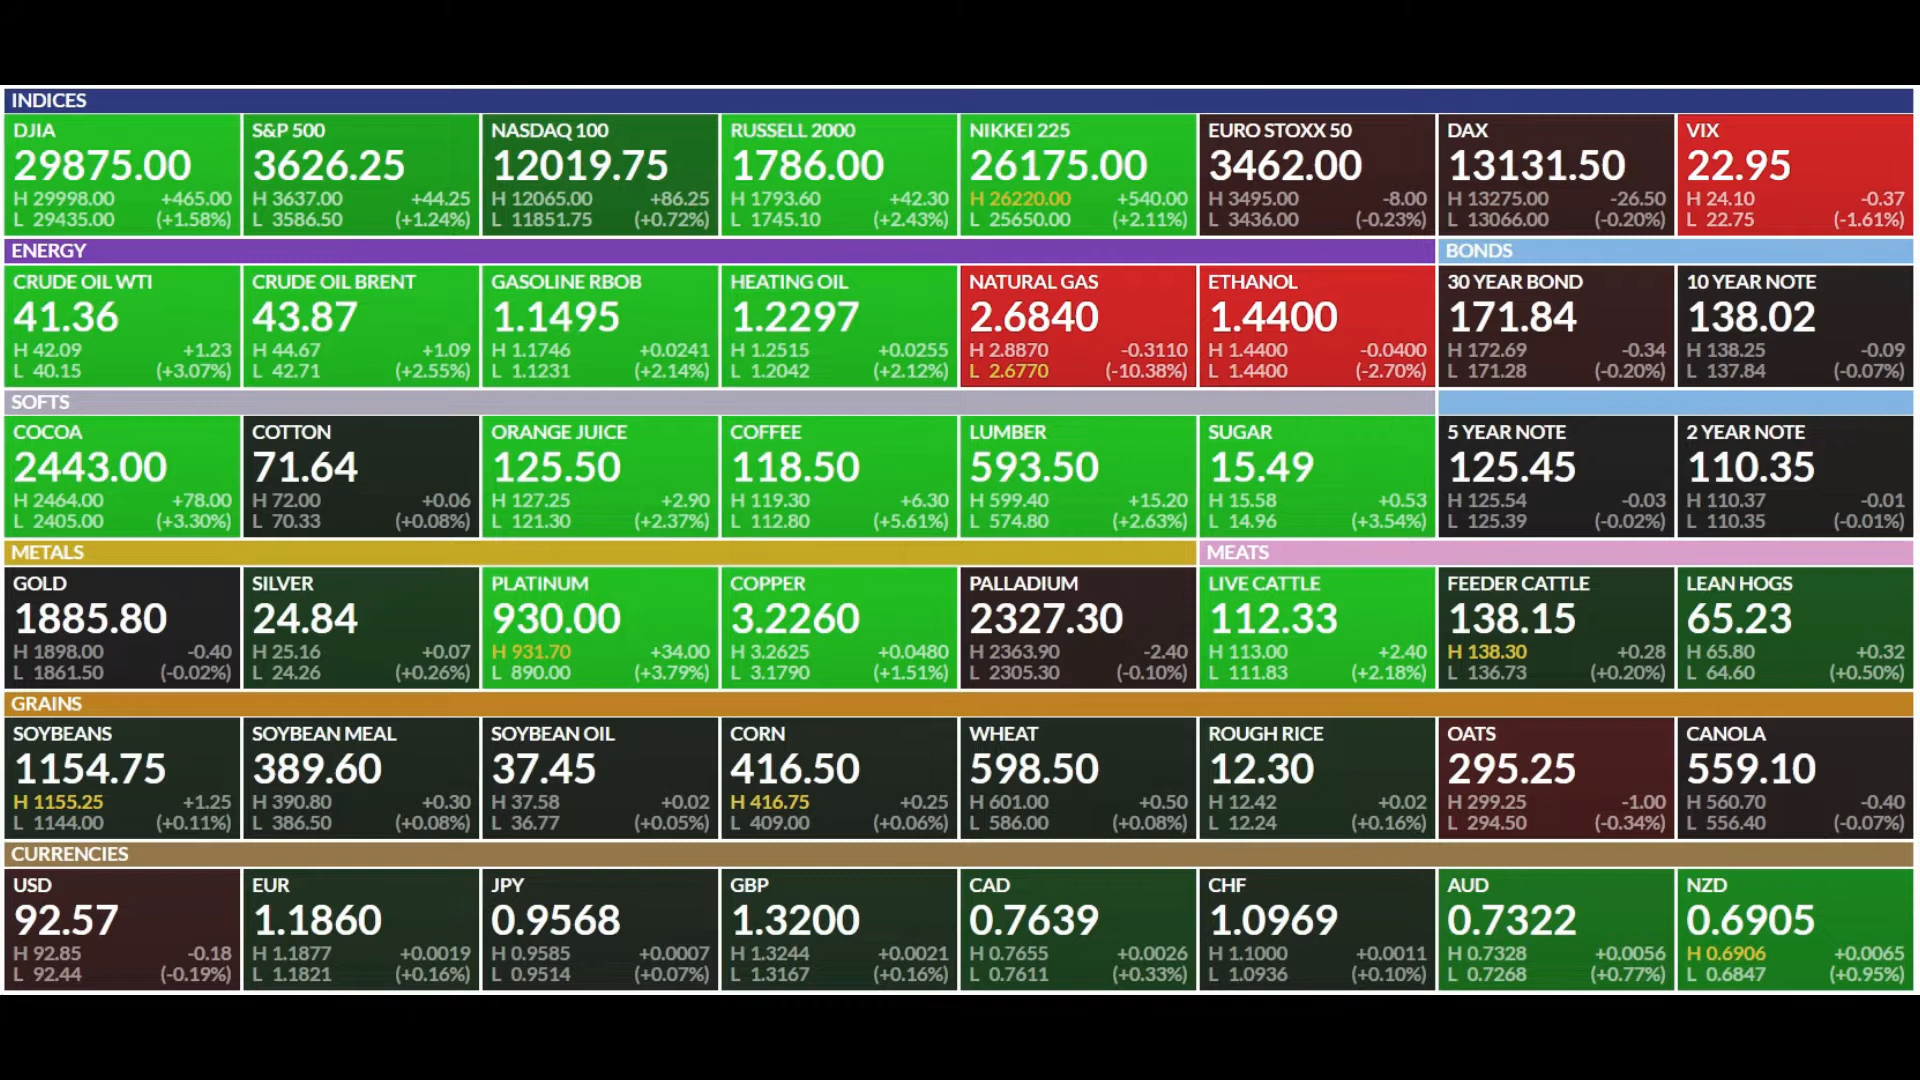 INDICES
DJIA
29875.00
H 29998.00 +465.00
L 29435.00 (+1.58%)
S&P 500
3626.25
H 3637.00 +44.25
L 3586.50 (+1.24%)
NASDAQ 100
12019.75
H 12065.00 +86.25
L 11851.75 (+0.72%)
RUSSELL 2000
1786.00
H 1793.60 +42.30
L 1745.10 (+2.43%)
NIKKEI 225
26175.00
H 26220.00 +540.00
L 25650.00 (+2.11%)
EURO STOXX 50
3462.00
H 3495.00 -8.00
L 3436.00 (-0.23%)
DAX
13131.50
H 13275.00 -26.50
L 13066.00 (-0.20%)
VIX
22.95
H 24.10 -0.37
L 22.75 (-1.61%)
ENERGY
CRUDE OIL WTI
41.36
H 42.09 +1.23
L 40.15 (+3.07%)
CRUDE OIL BRENT
43.87
H 44.67 +1.09
L 42.71 (+2.55%)
GASOLINE RBOB
1.1495
H 1.1746 +0.0241
L 1.1231 (+2.14%)
HEATING OIL
1.2297
H 1.2515 +0.0255
L 1.2042 (+2.12%)
NATURAL GAS
2.6840
H 2.8870 -0.3110
L 2.6770 (-10.38%)
ETHANOL
1.4400
H 1.4400 -0.0400
L 1.4400 (-2.70%)
BONDS
30 YEAR BOND
171.84
H 172.69 -0.34
L 171.28 (-0.20%)
10 YEAR NOTE
138.02
H 138.25 -0.09
L 137.84 (-0.07%)
SOFTS
COCOA
2443.00
H 2464.00 +78.00
L 2405.00 (+3.30%)
COTTON
71.64
H 72.00 +0.06
L 70.33 (+0.08%)
ORANGE JUICE
125.50
H 127.25 +2.90
L 121.30 (+2.37%)
COFFEE
118.50
H 119.30 +6.30
L 112.80 (+5.61%)
LUMBER
593.50
H 599.40 +15.20
L 574.80 (+2.63%)
SUGAR
15.49
H 15.58 +0.53
L 14.96 (+3.54%)
5 YEAR NOTE
125.45
H 125.54 -0.03
L 125.39 (-0.02%)
2 YEAR NOTE
110.35
H 110.37 -0.01
L 110.35 (-0.01%)
METALS
GOLD
1885.80
H 1898.00 -0.40
L 1861.50 (-0.02%)
SILVER
24.84
H 25.16 +0.07
L 24.26 (+0.26%)
PLATINUM
930.00
H 931.70 +34.00
L 890.00 (+3.79%)
COPPER
3.2260
H 3.2625 +0.0480
L 3.1790 (+1.51%)
PALLADIUM
2327.30
H 2363.90 -2.40
L 2305.30 (-0.10%)
MEATS
LIVE CATTLE
112.33
H 113.00 +2.40
L 111.83 (+2.18%)
FEEDER CATTLE
138.15
H 138.30 +0.28
L 136.73 (+0.20%)
LEAN HOGS
65.23
H 65.80 +0.32
L 64.60 (+0.50%)
GRAINS
SOYBEANS
1154.75
H 1155.25 +1.25
L 1144.00 (+0.11%)
SOYBEAN MEAL
389.60
H 390.80 +0.30
L 386.50 (+0.08%)
SOYBEAN OIL
37.45
H 37.58 +0.02
L 36.77 (+0.05%)
CORN
416.50
H 416.75 +0.25
L 409.00 (+0.06%)
WHEAT
598.50
H 601.00 +0.50
L 586.00 (+0.08%)
ROUGH RICE
12.30
H 12.42 +0.02
L 12.24 (+0.16%)
OATS
295.25
H 299.25 -1.00
L 294.50 (-0.34%)
CANOLA
559.10
H 560.70 -0.40
L 556.40 (-0.07%)
CURRENCIES
USD
92.57
H 92.85 -0.18
L 92.44 (-0.19%)
EUR
1.1860
H 1.1877 +0.0019
L 1.1821 (+0.16%)
JPY
0.9568
H 0.9585 +0.0007
L 0.9514 (+0.07%)
GBP
1.3200
H 1.3244 +0.0021
L 1.3167 (+0.16%)
CAD
0.7639
H 0.7655 +0.0026
L 0.7611 (+0.33%)
CHF
1.0969
H 1.1000 +0.0011
L 1.0936 (+0.10%)
AUD
0.7322
H 0.7328 +0.0056
L 0.7268 (+0.77%)
NZD
0.6905
H 0.6906 +0.0065
L 0.6847 (+0.95%)